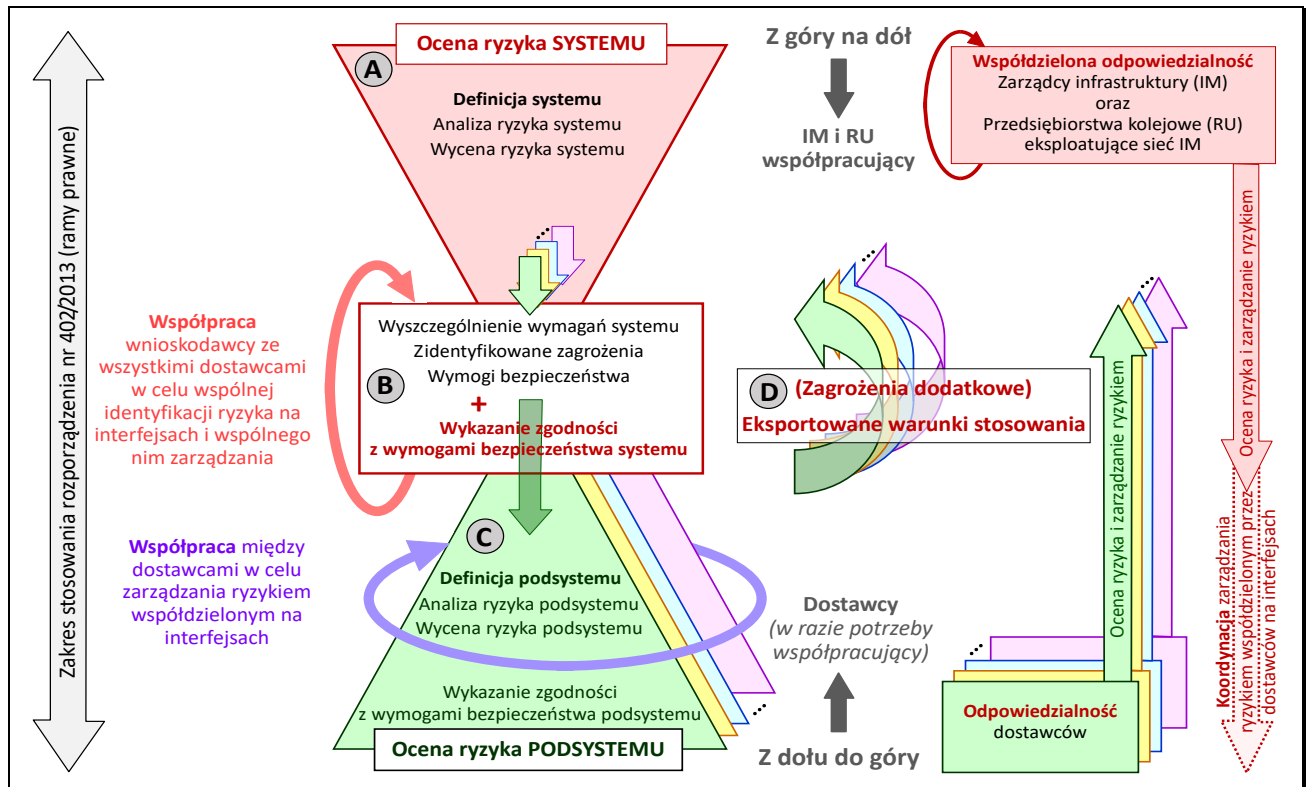 Zakres stosowania rozporządzenia nr 402/2013 (ramy prawne)
Ocena ryzyka SYSTEMU
A
Definicja systemu
Analiza ryzyka systemu
Wycena ryzyka systemu
Z góry na dół
IM i RU
współpracujący
Współdzielona odpowiedzialność
Zarządcy infrastruktury (IM)
oraz
Przedsiębiorstwa kolejowe (RU)
eksploatujące sieć IM
Współpraca
wnioskodawcy ze
wszystkimi dostawcami
w celu wspólnej
identyfikacji ryzyka na
interfejsach i wspólnego
nim zarządzania
Wyszczególnienie wymagań systemu
Zidentyfikowane zagrożenia
Wymogi bezpieczeństwa
B
+
Wykazanie zgodności
z wymogami bezpieczeństwa systemu
D
(Zagrożenia dodatkowe)
Eksportowane warunki stosowania
Współpraca między
dostawcami w celu
zarządzania ryzykiem
współdzielonym na
interfejsach
C
Definicja podsystemu
Analiza ryzyka podsystemu
Wycena ryzyka podsystemu
Wykazanie zgodności
z wymogami bezpieczeństwa podsystemu
Ocena ryzyka PODSYSTEMU
Dostawcy
(w razie potrzeby
współpracujący)
Z dołu do góry
Odpowiedzialność
dostawców
Ocena ryzyka i zarządzanie ryzykiem
Ocena ryzyka i zarządzanie ryzykiem
Koordynacja zarządzania
ryzykiem współdzielonym przez
dostawców na interfejsach